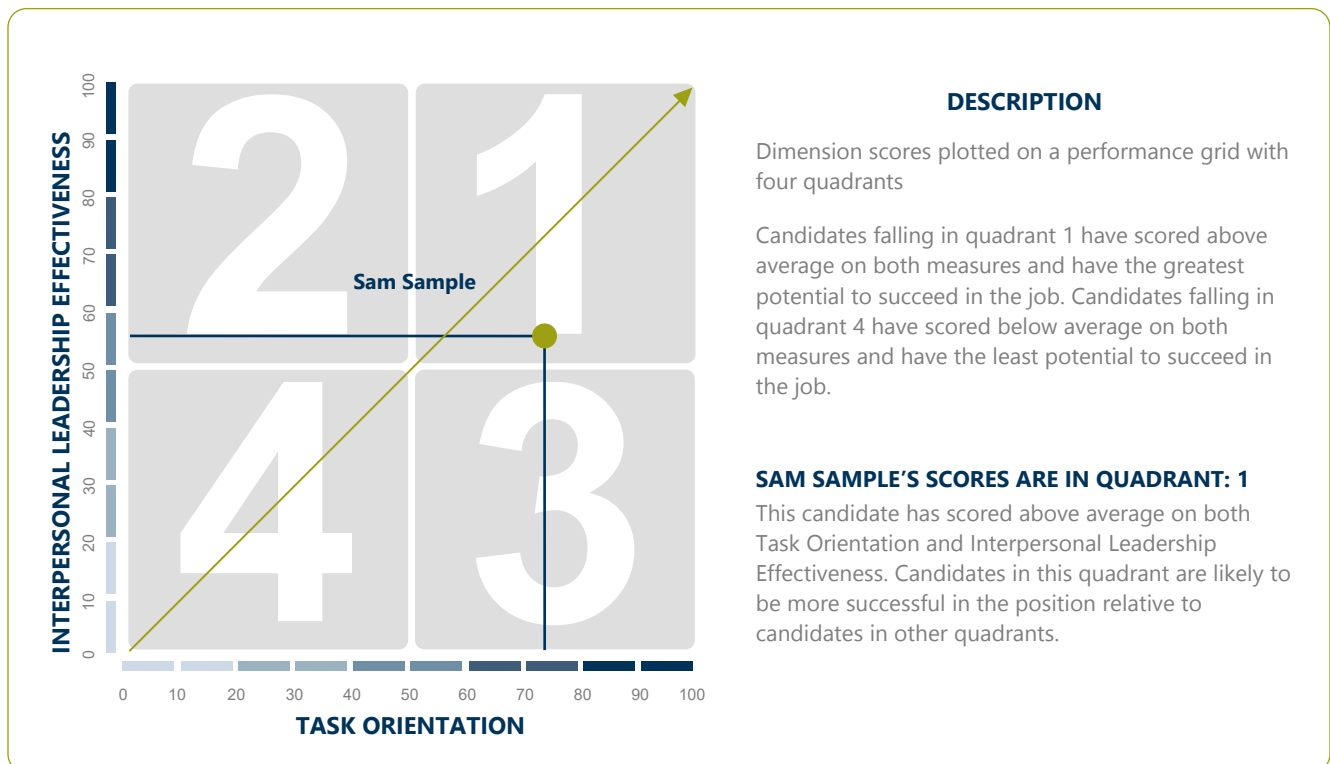 INTERPERSONAL LEADERSHIP EFFECTIVENESS
100
90
80
70
60
50
40
30
20
10
0
2
1
Sam Sample
4
3
0 10 20 30 40 50 60 70 80 90 100
TASK ORIENTATION
DESCRIPTION
Dimension scores plotted on a performance grid with
four quadrants
Candidates falling in quadrant 1 have scored above
average on both measures and have the greatest
potential to succeed in the job. Candidates falling in
quadrant 4 have scored below average on both
measures and have the least potential to succeed in
the job.
SAM SAMPLE’S SCORES ARE IN QUADRANT: 1
This candidate has scored above average on both
Task Orientation and Interpersonal Leadership
Effectiveness. Candidates in this quadrant are likely to
be more successful in the position relative to
candidates in other quadrants.